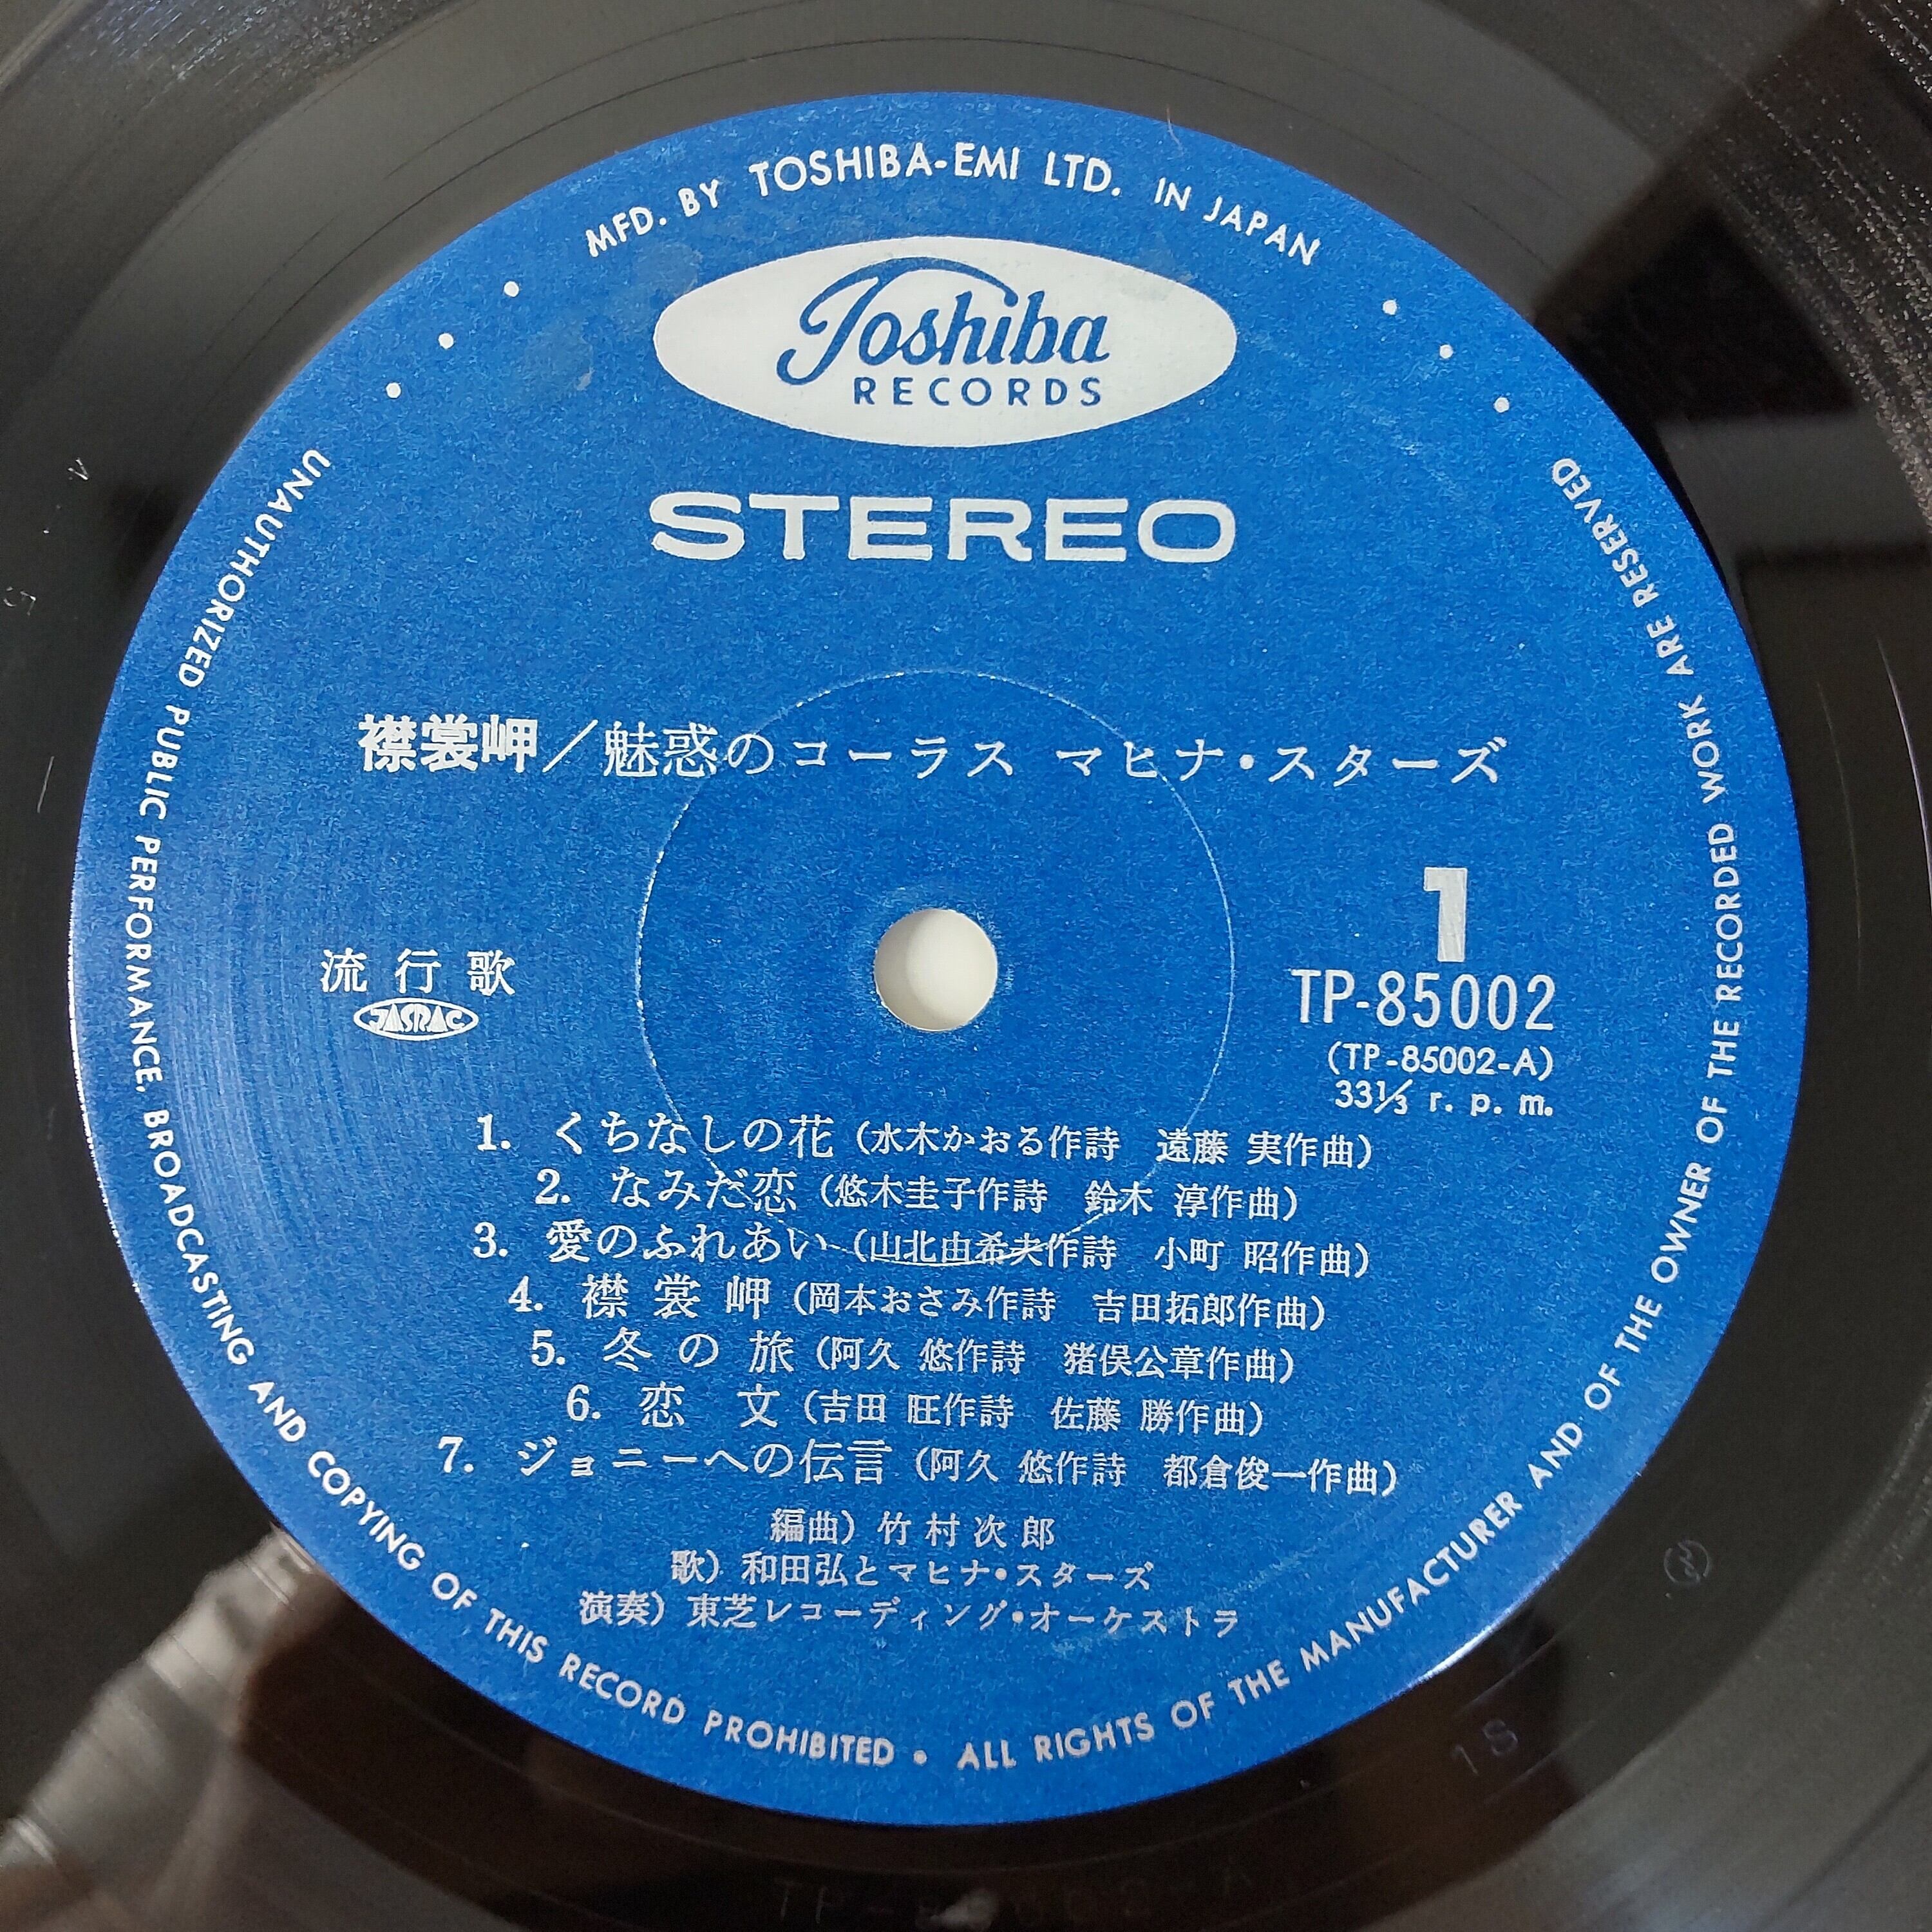 MFD. BY TOSHIBA-EMI LTD. IN JAPAN
Toshiba
RECORDS
STEREO
襟裳岬/魅惑のコーラス マヒナ・スターズ
1
流行歌
JASRAC
TP-85002
(TP-85002-A)
33⅓ r. p. m.
1. くちなしの花 (水木かおる作詩 遠藤 実作曲)
2. なみだ恋 (悠木圭子作詩 鈴木 淳作曲)
3. 愛のふれあい (山北由希夫作詩 小町 昭作曲)
4. 襟裳岬 (岡本おさみ作詩 吉田拓郎作曲)
5. 冬の旅 (阿久 悠作詩 猪俣公章作曲)
6. 恋文 (吉田 旺作詩 佐藤 勝作曲)
7. ジョニーへの伝言 (阿久 悠作詩 都倉俊一作曲)
編曲) 竹村次郎
歌) 和田弘とマヒナ・スターズ
演奏) 東芝レコーディング・オーケストラ
UNAUTHORIZED PUBLIC PERFORMANCE, BROADCASTING AND COPYING OF THIS RECORD PROHIBITED • ALL RIGHTS OF THE MANUFACTURER AND OF THE OWNER OF THE RECORDED WORK ARE RESERVED
1S